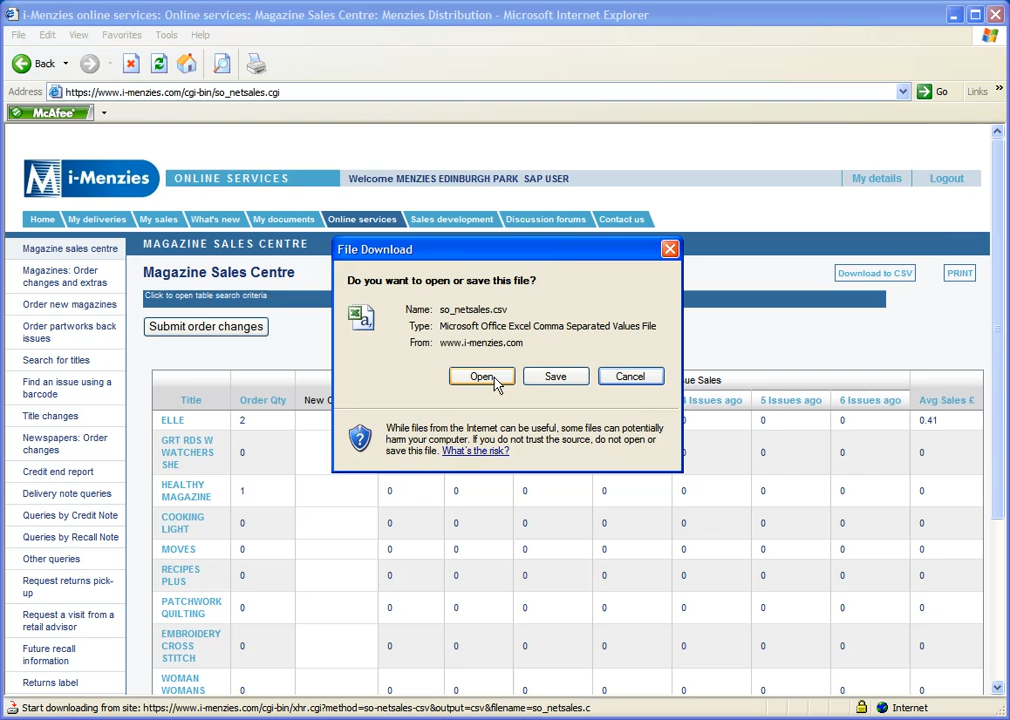 i-Menzies online services: Online services: Magazine Sales Centre: Menzies Distribution - Microsoft Internet Explorer
File Edit View Favorites Tools Help
Back
Address https://www.i-menzies.com/cgi-bin/so_netsales.cgi Go Links »
McAfee
i-Menzies ONLINE SERVICES Welcome MENZIES EDINBURGH PARK SAP USER My details Logout
Home My deliveries My sales What's new My documents Online services Sales development Discussion forums Contact us
Magazine sales centre
Magazines: Order
changes and extras
Order new magazines
Order partworks back
issues
Search for titles
Find an issue using a
barcode
Title changes
Newspapers: Order
changes
Credit end report
Delivery note queries
Queries by Credit Note
Queries by Recall Note
Other queries
Request returns pick-
up
Request a visit from a
retail advisor
Future recall
information
Returns label
MAGAZINE SALES CENTRE
Magazine Sales Centre Download to CSV PRINT
Click to open table search criteria
Submit order changes
File Download
Do you want to open or save this file?
Name: so_netsales.csv
Type: Microsoft Office Excel Comma Separated Values File
From: www.i-menzies.com
Open Save Cancel
While files from the Internet can be useful, some files can potentially
harm your computer. If you do not trust the source, do not open or
save this file. What's the risk?
ue Sales
Title Order Qty New C 4 Issues ago 5 Issues ago 6 Issues ago Avg Sales £
ELLE 2 0 0 0 0.41
GRT RDS W
WATCHERS
SHE
0 0 0 0 0
HEALTHY
MAGAZINE
1 0 0 0 0 0 0 0 0
COOKING
LIGHT
0 0 0 0 0 0 0 0 0
MOVES 0 0 0 0 0 0 0 0 0
RECIPES
PLUS
0 0 0 0 0 0 0 0 0
PATCHWORK
QUILTING
0 0 0 0 0 0 0 0 0
EMBROIDERY
CROSS
STITCH
0 0 0 0 0 0 0 0 0
WOMAN
WOMANS
0 0 0 0 0 0 0 0 0
Start downloading from site: https://www.i-menzies.com/cgi-bin/xhr.cgi?method=so-netsales-csv&output=csv&filename=so_netsales.c Internet